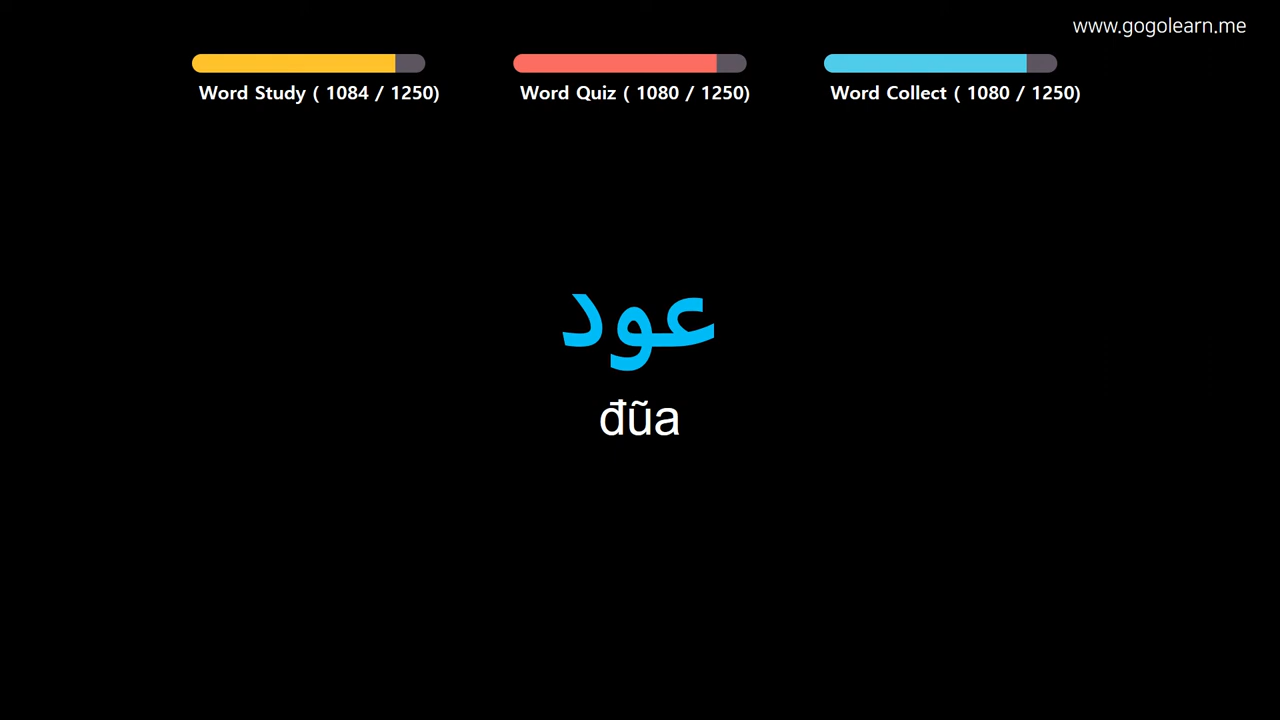 www.gogolearn.me
Word Study ( 1084 / 1250)
Word Quiz ( 1080 / 1250)
Word Collect ( 1080 / 1250)
عود
đũa